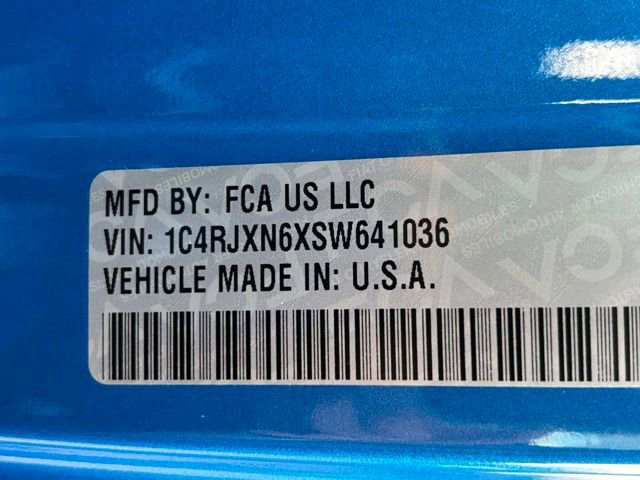 MFD BY: FCA US LLC
VIN: 1C4RJXN6XSW641036
VEHICLE MADE IN: U.S.A.